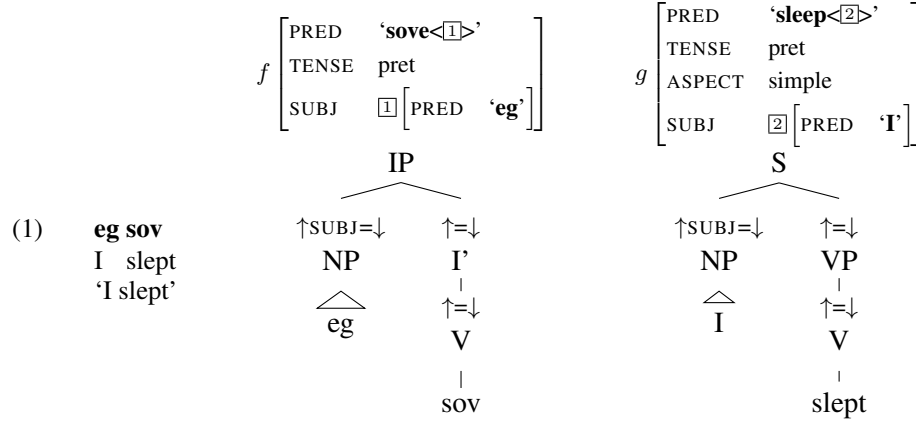 f [PRED ‘sove<1>’ TENSE pret SUBJ 1 [PRED ‘eg’]]
g [PRED ‘sleep<2>’ TENSE pret ASPECT simple SUBJ 2 [PRED ‘I’]]
IP S
(1) eg sov ↑SUBJ=↓ ↑=↓ ↑SUBJ=↓ ↑=↓
I slept NP I’ NP VP
‘I slept’ ↑=↓ ↑=↓
eg V I V
sov slept